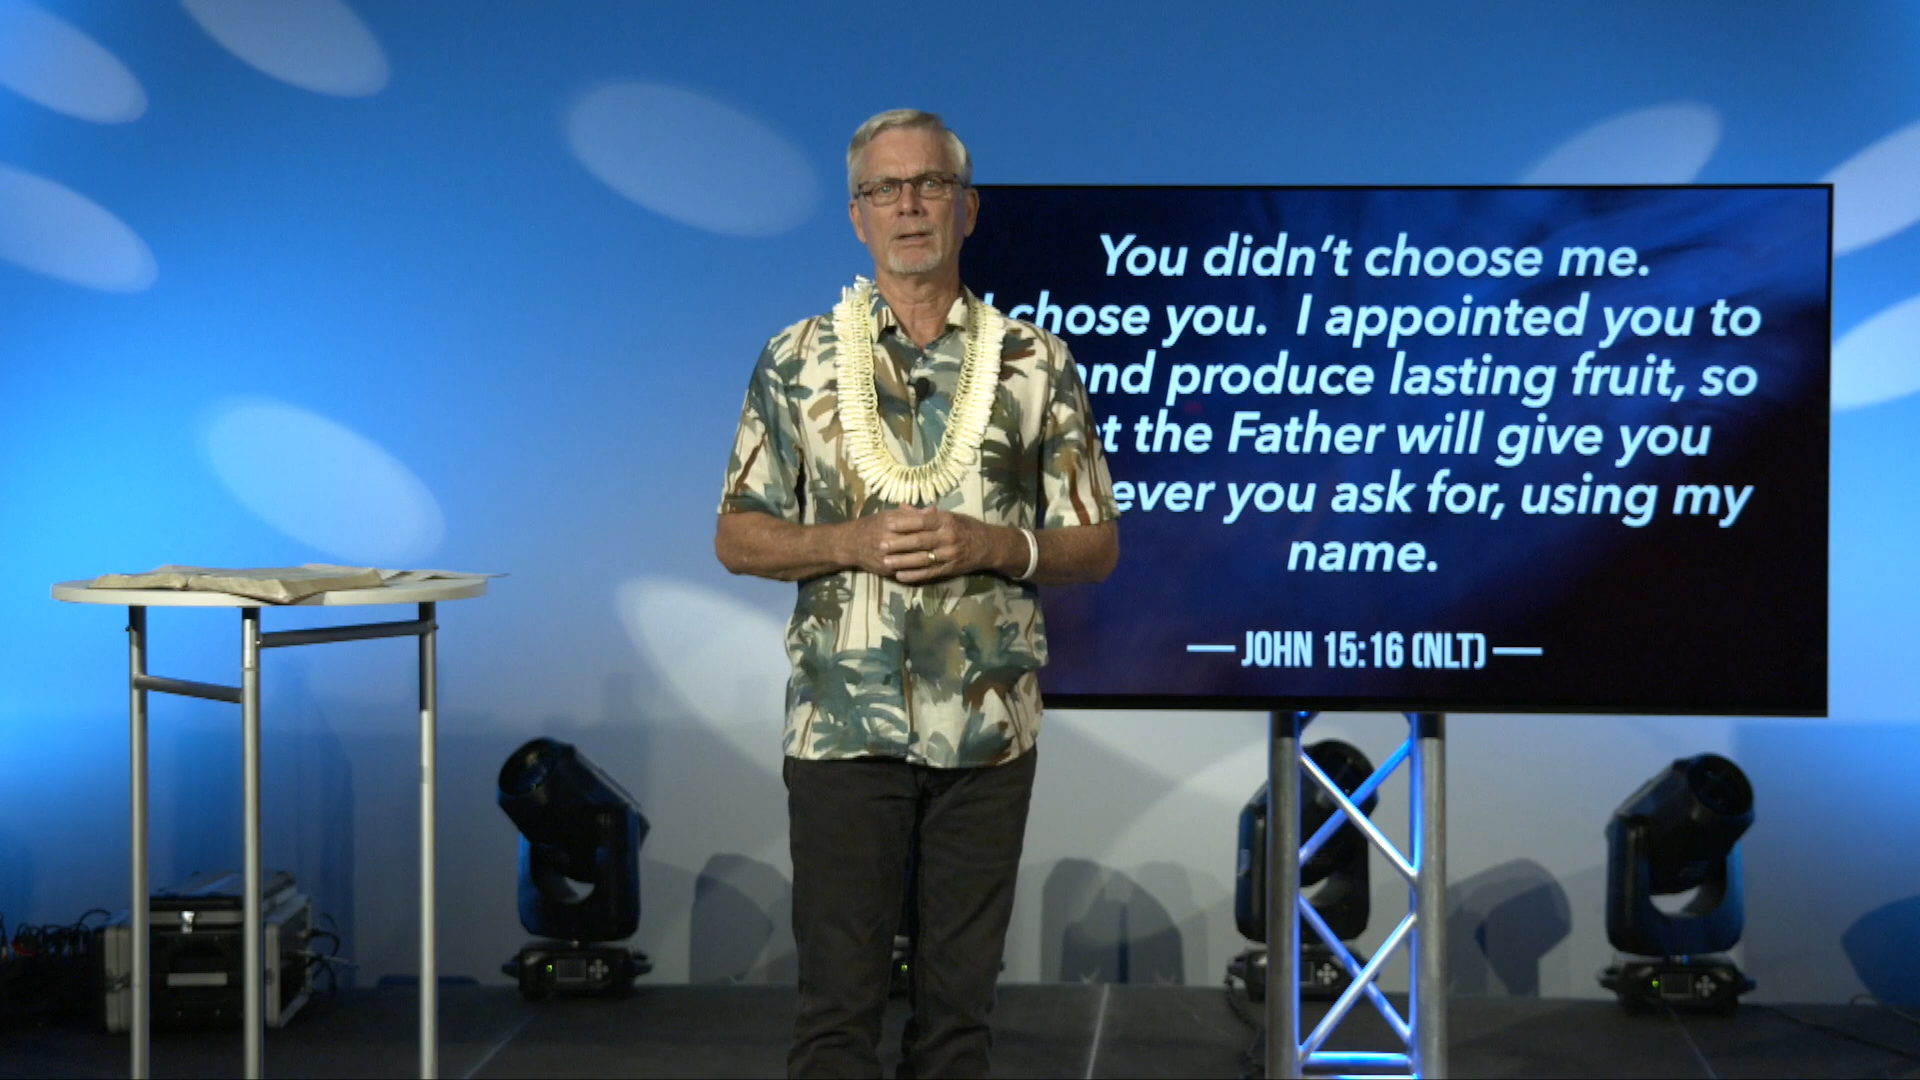 You didn't choose me.
chose you. I appointed you to
and produce lasting fruit, so
the Father will give you
ever you ask for, using my
name.
— JOHN 15:16 (NLT) —